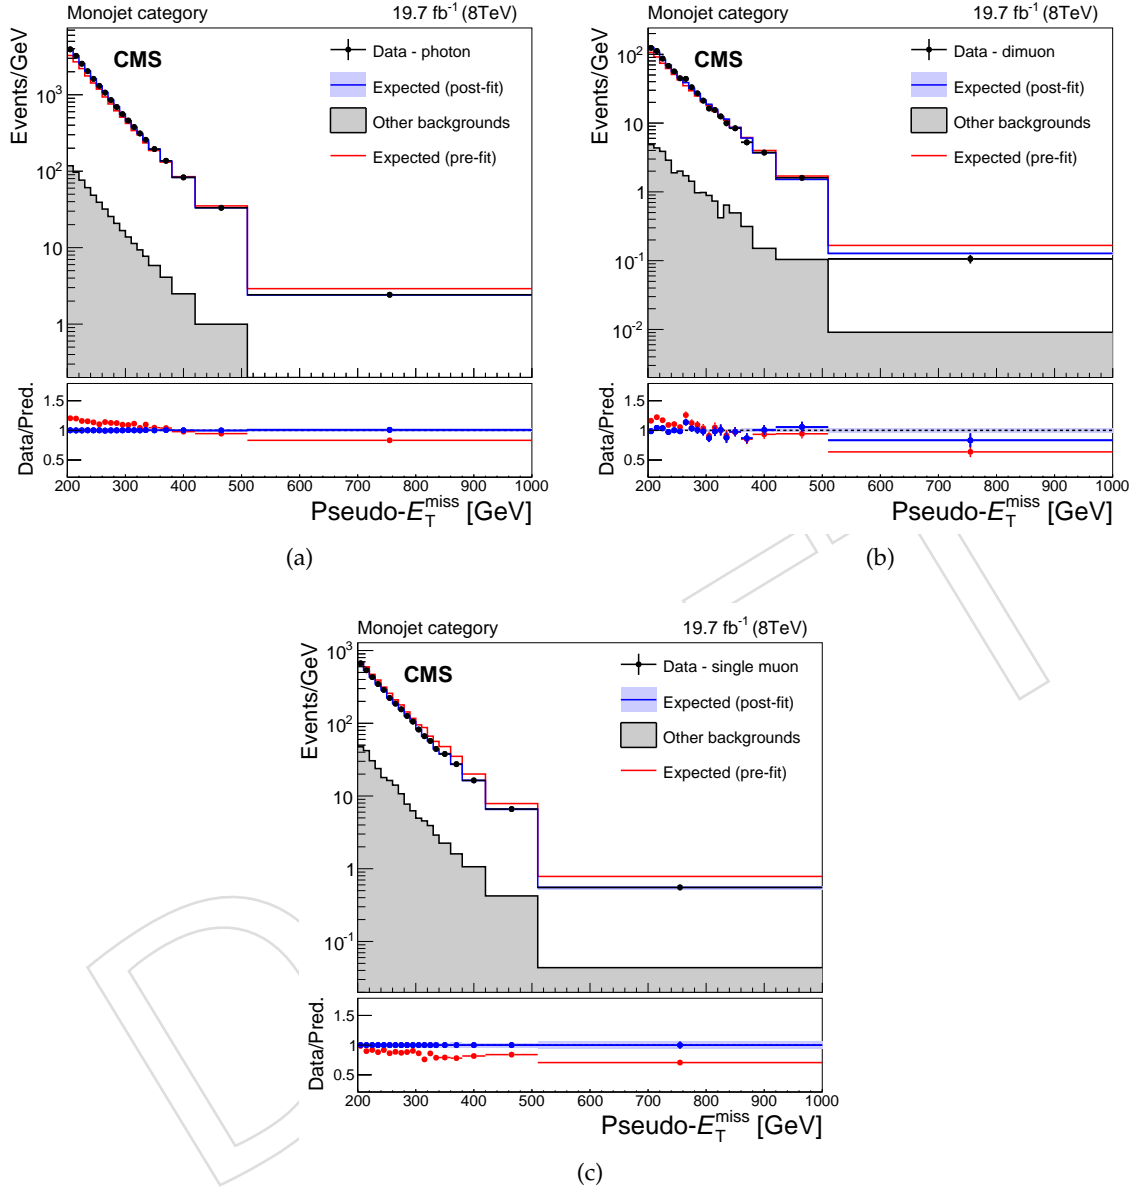 Monojet category 19.7 fb⁻¹ (8TeV)
CMS
Events/GeV
10³
10²
10
1
Data - photon
Expected (post-fit)
Other backgrounds
Expected (pre-fit)
Data/Pred.
1.5
1
0.5
200 300 400 500 600 700 800 900 1000
Pseudo-E_T^miss [GeV]
(a)
Monojet category 19.7 fb⁻¹ (8TeV)
CMS
Events/GeV
10²
10
1
10⁻¹
10⁻²
Data - dimuon
Expected (post-fit)
Other backgrounds
Expected (pre-fit)
Data/Pred.
1.5
1
0.5
200 300 400 500 600 700 800 900 1000
Pseudo-E_T^miss [GeV]
(b)
Monojet category 19.7 fb⁻¹ (8TeV)
CMS
Events/GeV
10³
10²
10
1
10⁻¹
Data - single muon
Expected (post-fit)
Other backgrounds
Expected (pre-fit)
Data/Pred.
1.5
1
0.5
200 300 400 500 600 700 800 900 1000
Pseudo-E_T^miss [GeV]
(c)